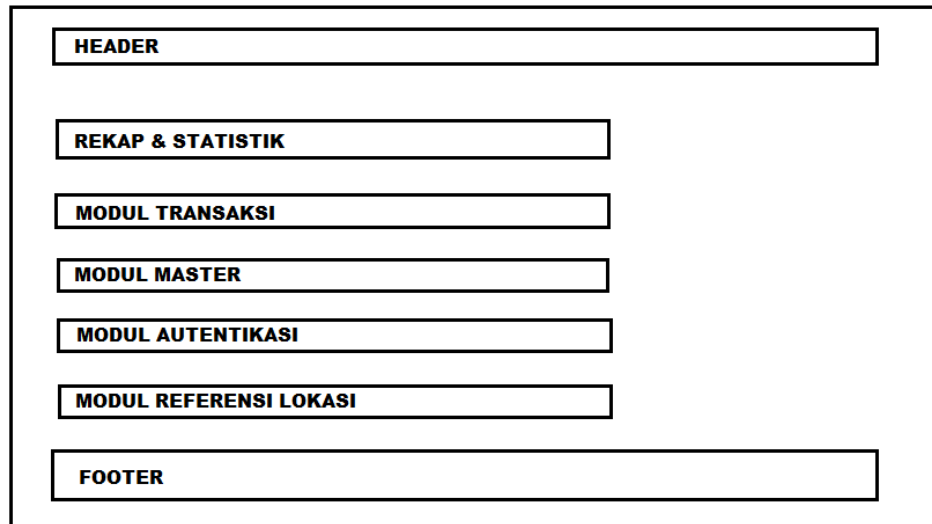 HEADER
REKAP & STATISTIK
MODUL TRANSAKSI
MODUL MASTER
MODUL AUTENTIKASI
MODUL REFERENSI LOKASI
FOOTER